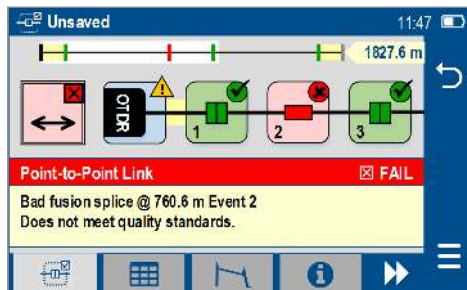 Unsaved
11:47
1827.6 m
OTDR
1
2
3
Point-to-Point Link
FAIL
Bad fusion splice @ 760.6 m Event 2
Does not meet quality standards.